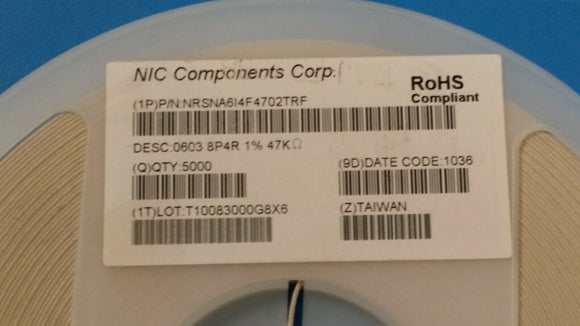 NIC Components Corp.
RoHS
Compliant
(1P)P/N:NRSNA6I4F4702TRF
DESC:0603 8P4R 1% 47KΩ
(Q)QTY:5000
(9D)DATE CODE:1036
(1T)LOT:T10083000G8X6
(Z)TAIWAN